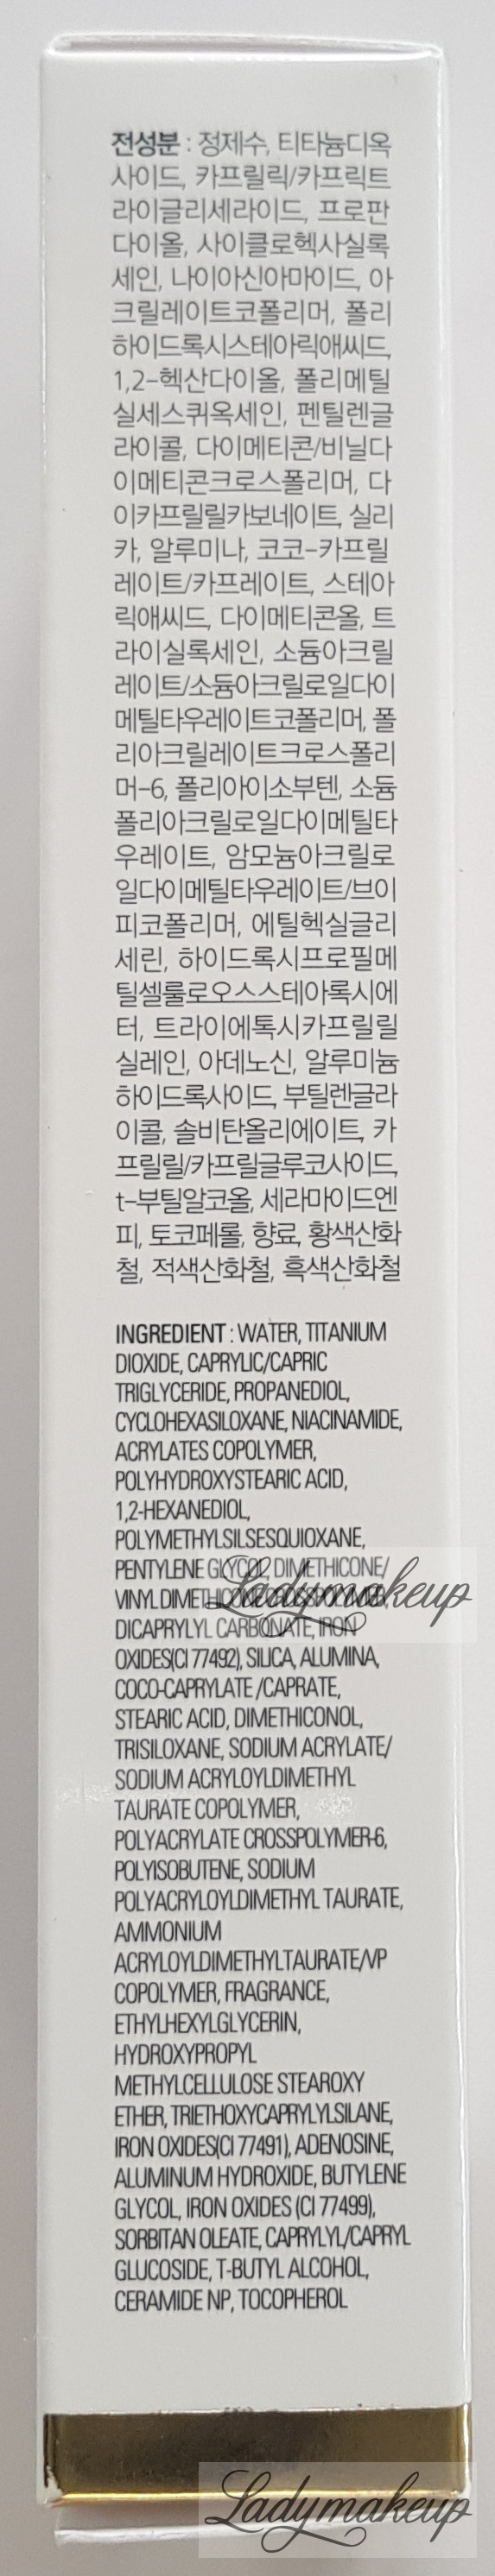 전성분 : 정제수, 티타늄디옥
사이드, 카프릴릭/카프릭트
라이글리세라이드, 프로판
다이올, 사이클로헥사실록
세인, 나이아신아마이드, 아
크릴레이트코폴리머, 폴리
하이드록시스테아릭애씨드,
1,2-헥산다이올, 폴리메틸
실세스퀴옥세인, 펜틸렌글
라이콜, 다이메티콘/비닐다
이메티콘크로스폴리머, 다
이카프릴릴카보네이트, 실리
카, 알루미나, 코코-카프릴
레이트/카프레이트, 스테아
릭애씨드, 다이메티콘올, 트
라이실록세인, 소듐아크릴
레이트/소듐아크릴로일다이
메틸타우레이트코폴리머, 폴
리아크릴레이트크로스폴리
머-6, 폴리아이소부텐, 소듐
폴리아크릴로일다이메틸타
우레이트, 암모늄아크릴로
일다이메틸타우레이트/브이
피코폴리머, 에틸헥실글리
세린, 하이드록시프로필메
틸셀룰로오스스테아록시에
터, 트라이에톡시카프릴릴
실레인, 아데노신, 알루미늄
하이드록사이드, 부틸렌글라
이콜, 솔비탄올리에이트, 카
프릴릴/카프릴글루코사이드,
t-부틸알코올, 세라마이드엔
피, 토코페롤, 향료, 황색산화
철, 적색산화철, 흑색산화철
INGREDIENT : WATER, TITANIUM
DIOXIDE, CAPRYLIC/CAPRIC
TRIGLYCERIDE, PROPANEDIOL,
CYCLOHEXASILOXANE, NIACINAMIDE,
ACRYLATES COPOLYMER,
POLYHYDROXYSTEARIC ACID,
1,2-HEXANEDIOL,
POLYMETHYLSILSESQUIOXANE,
PENTYLENE GLYCOL, DIMETHICONE/
VINYL DIMETHICONE CROSSPOLYMER,
Ladymakeup
DICAPRYLYL CARBONATE, IRON
OXIDES(CI 77492), SILICA, ALUMINA,
COCO-CAPRYLATE /CAPRATE,
STEARIC ACID, DIMETHICONOL,
TRISILOXANE, SODIUM ACRYLATE/
SODIUM ACRYLOYLDIMETHYL
TAURATE COPOLYMER,
POLYACRYLATE CROSSPOLYMER-6,
POLYISOBUTENE, SODIUM
POLYACRYLOYLDIMETHYL TAURATE,
AMMONIUM
ACRYLOYLDIMETHYLTAURATE/VP
COPOLYMER, FRAGRANCE,
ETHYLHEXYLGLYCERIN,
HYDROXYPROPYL
METHYLCELLULOSE STEAROXY
ETHER, TRIETHOXYCAPRYLYLSILANE,
IRON OXIDES(CI 77491), ADENOSINE,
ALUMINUM HYDROXIDE, BUTYLENE
GLYCOL, IRON OXIDES (CI 77499),
SORBITAN OLEATE, CAPRYLYL/CAPRYL
GLUCOSIDE, T-BUTYL ALCOHOL,
CERAMIDE NP, TOCOPHEROL
Ladymakeup